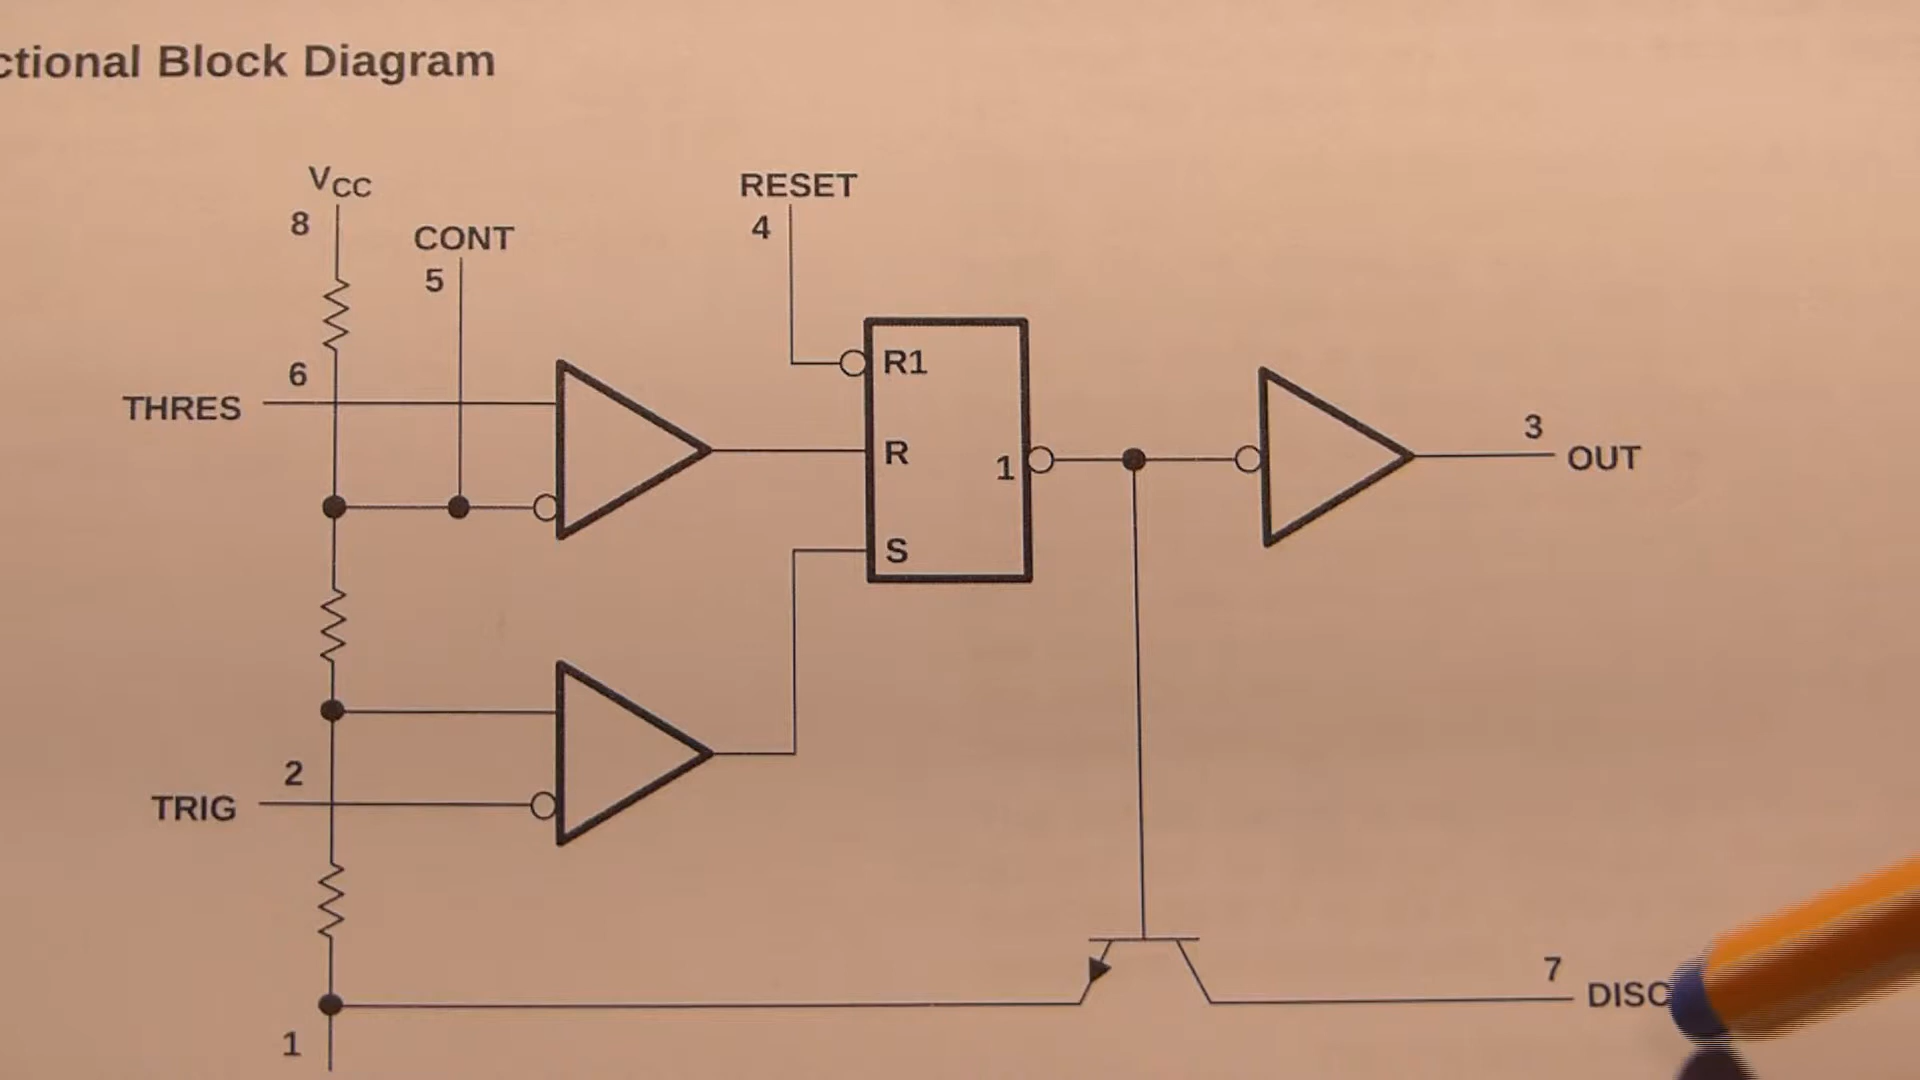 ctional Block Diagram
VCC
8
CONT
5
RESET
4
6
THRES
R1
R
1
S
3
OUT
2
TRIG
7
DISC
1